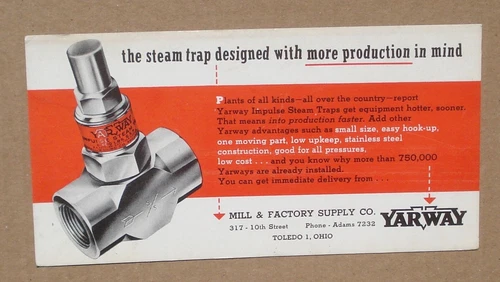 the steam trap designed with more production in mind
Plants of all kinds—all over the country—report
Yarway Impulse Steam Traps get equipment hotter, sooner.
That means into production faster. Add other
Yarway advantages such as small size, easy hook-up,
one moving part, low upkeep, stainless steel
construction, good for all pressures,
low cost . . . and you know why more than 750,000
Yarways are already installed.
You can get immediate delivery from . . .
YARWAY
MILL & FACTORY SUPPLY CO.
317 - 10th Street Phone - Adams 7232
TOLEDO 1, OHIO
YARWAY